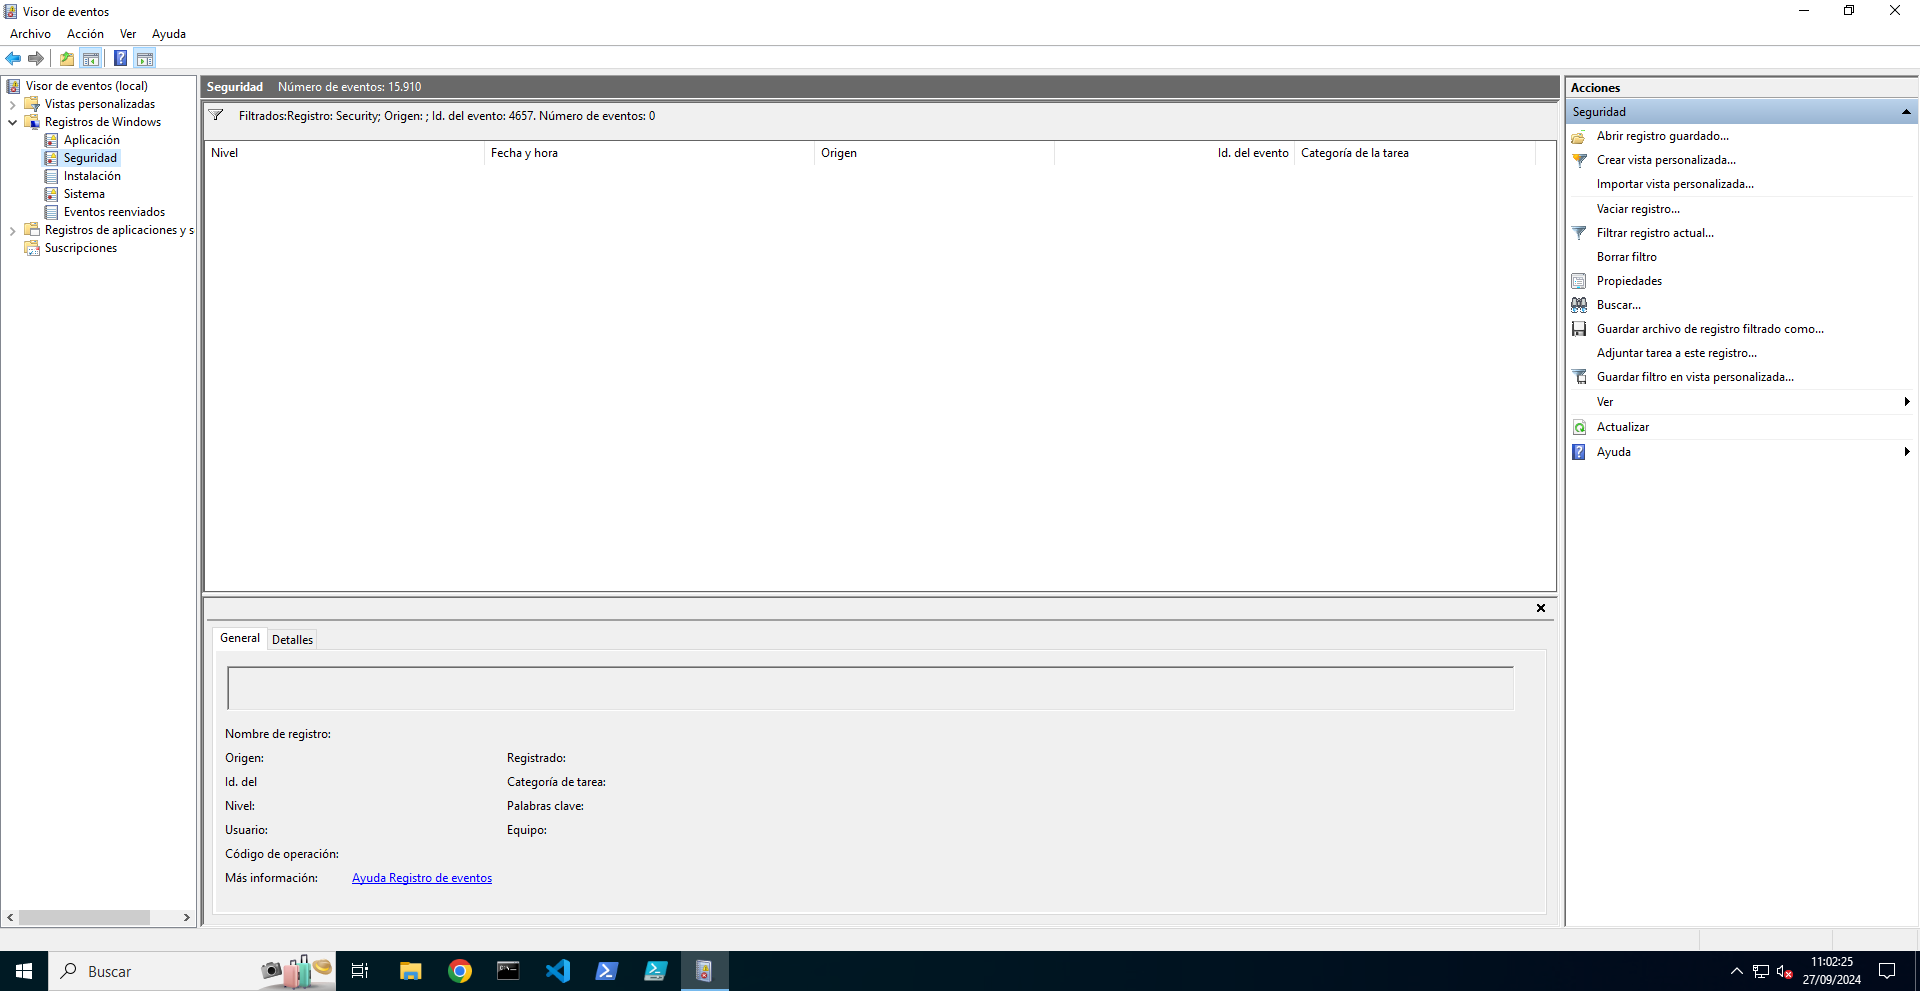 Visor de eventos
Archivo Acción Ver Ayuda
Visor de eventos (local)
Vistas personalizadas
Registros de Windows
Aplicación
Seguridad
Instalación
Sistema
Eventos reenviados
Registros de aplicaciones y s
Suscripciones
Seguridad Número de eventos: 15.910
Filtrados:Registro: Security; Origen: ; Id. del evento: 4657. Número de eventos: 0
Nivel Fecha y hora Origen Id. del evento Categoría de la tarea
General Detalles
Nombre de registro:
Origen: Registrado:
Id. del Categoría de tarea:
Nivel: Palabras clave:
Usuario: Equipo:
Código de operación:
Más información: Ayuda Registro de eventos
Acciones
Seguridad
Abrir registro guardado...
Crear vista personalizada...
Importar vista personalizada...
Vaciar registro...
Filtrar registro actual...
Borrar filtro
Propiedades
Buscar...
Guardar archivo de registro filtrado como...
Adjuntar tarea a este registro...
Guardar filtro en vista personalizada...
Ver
Actualizar
Ayuda
Buscar
11:02:25
27/09/2024